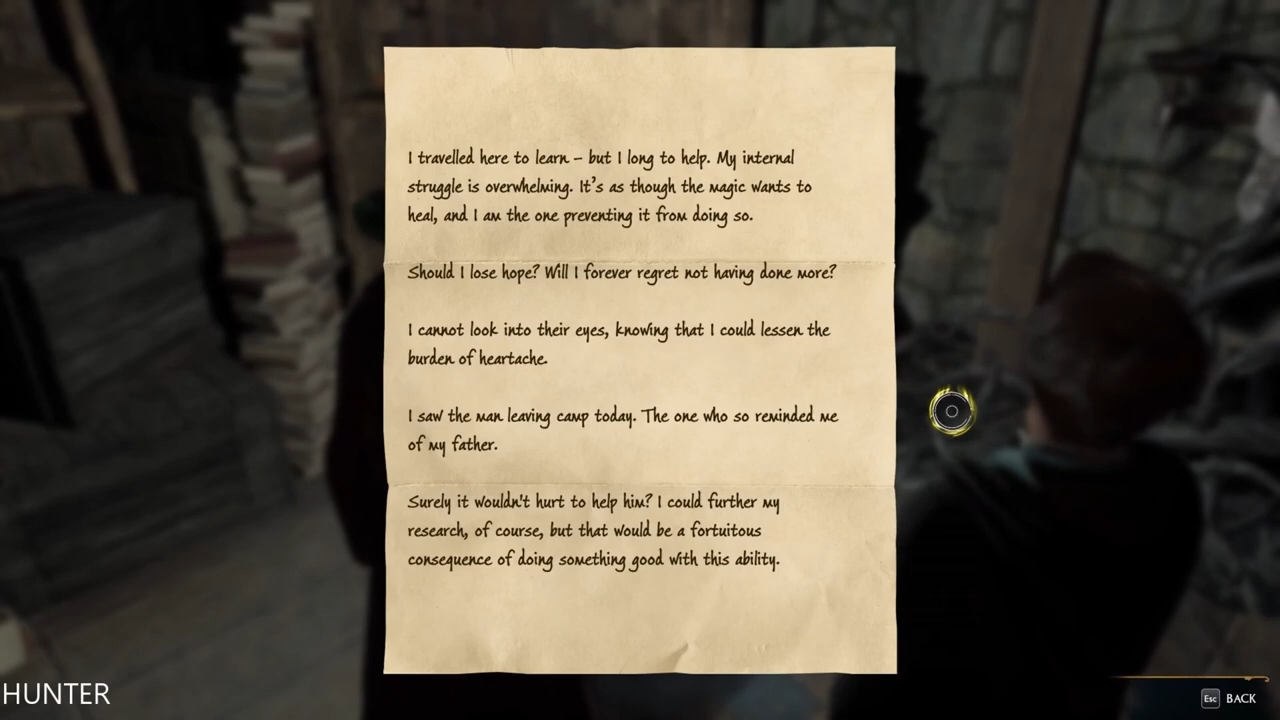 I travelled here to learn – but I long to help. My internal
struggle is overwhelming. It's as though the magic wants to
heal, and I am the one preventing it from doing so.
Should I lose hope? Will I forever regret not having done more?
I cannot look into their eyes, knowing that I could lessen the
burden of heartache.
I saw the man leaving camp today. The one who so reminded me
of my father.
Surely it wouldn't hurt to help him? I could further my
research, of course, but that would be a fortuitous
consequence of doing something good with this ability.
HUNTER
Esc BACK